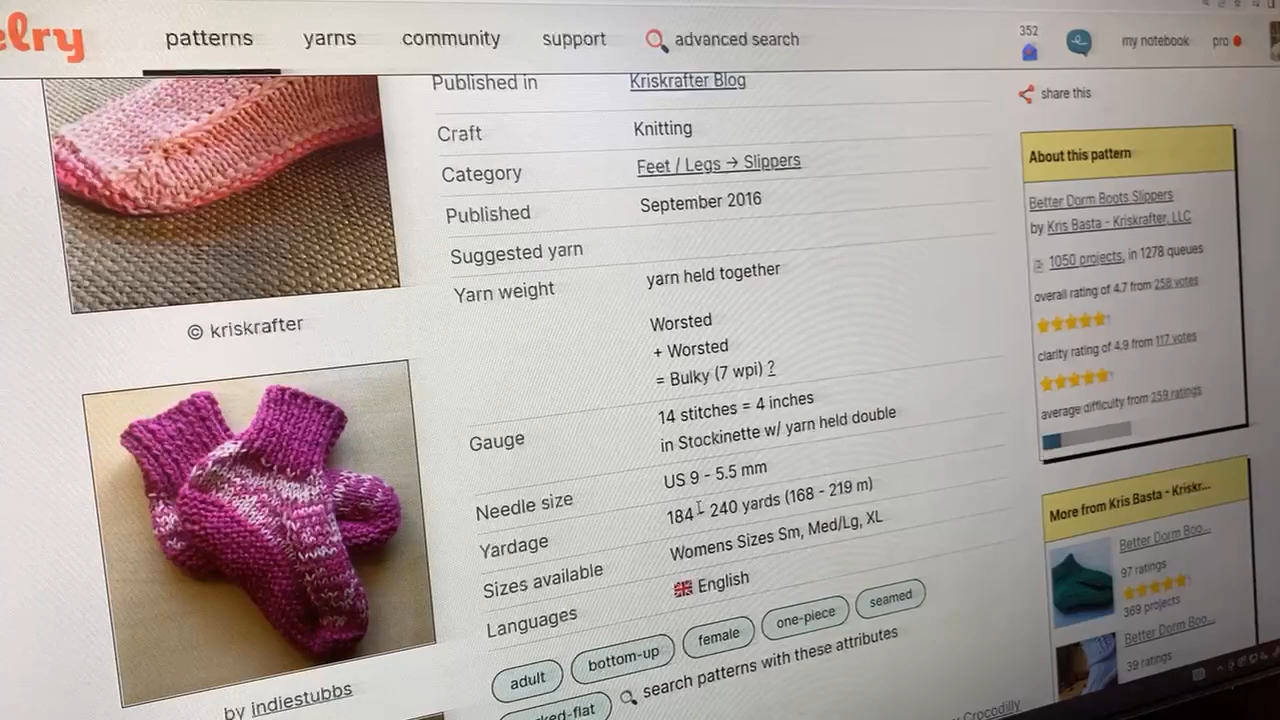 elry
patterns
yarns
community
support
advanced search
352
my notebook
pro
Published in
Kriskrafter Blog
Craft
Knitting
Category
Feet / Legs → Slippers
Published
September 2016
Suggested yarn
Yarn weight
yarn held together
Worsted
+ Worsted
= Bulky (7 wpi) ?
Gauge
14 stitches = 4 inches
in Stockinette w/ yarn held double
Needle size
US 9 - 5.5 mm
Yardage
184 - 240 yards (168 - 219 m)
Sizes available
Womens Sizes Sm, Med/Lg, XL
Languages
English
adult
bottom-up
female
one-piece
seamed
ked-flat
search patterns with these attributes
© kriskrafter
by indiestubbs
share this
About this pattern
Better Dorm Boots Slippers
by Kris Basta - Kriskrafter, LLC
1050 projects, in 1278 queues
overall rating of 4.7 from 258 votes
clarity rating of 4.9 from 117 votes
average difficulty from 259 ratings
More from Kris Basta - Kriskr...
Better Dorm Boo...
97 ratings
369 projects
Better Dorm Boo...
39 ratings
Crocodilly